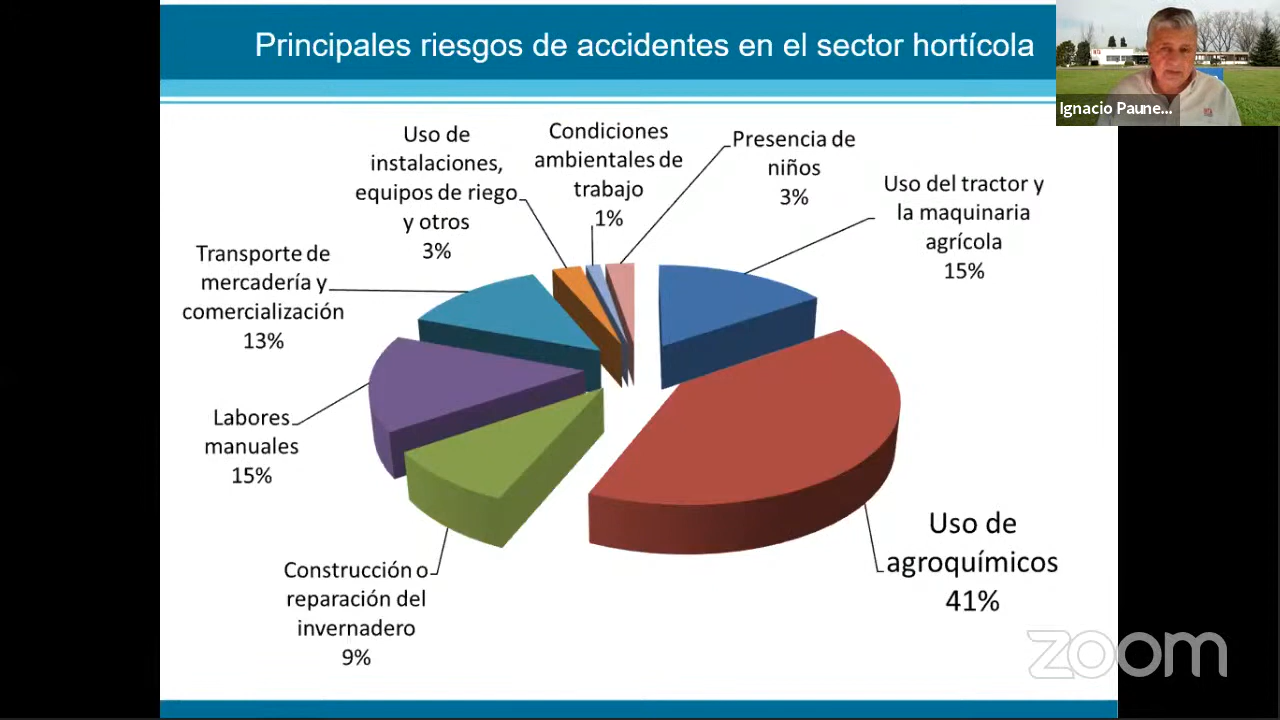 Principales riesgos de accidentes en el sector hortícola
Ignacio Paune...
Uso de
instalaciones,
equipos de riego
y otros
3%
Condiciones
ambientales de
trabajo
1%
Presencia de
niños
3%
Uso del tractor y
la maquinaria
agrícola
15%
Transporte de
mercadería y
comercialización
13%
Labores
manuales
15%
Construcción o
reparación del
invernadero
9%
Uso de
agroquímicos
41%
zoom